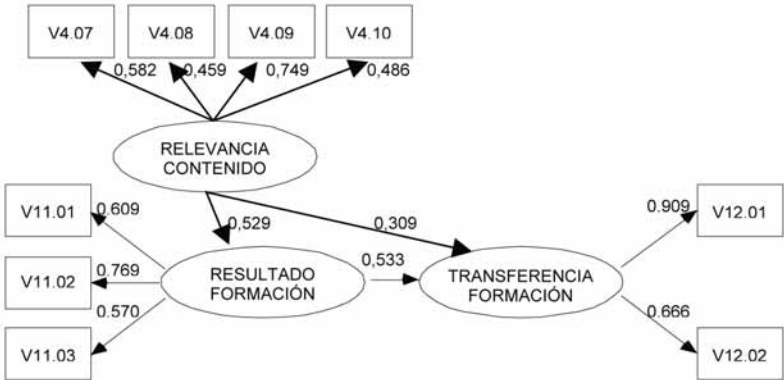 V4.07
V4.08
V4.09
V4.10
0,582
0,459
0,749
0,486
RELEVANCIA
CONTENIDO
V11.01
0.609
0,529
0,309
0.909
V12.01
V11.02
0.769
RESULTADO
FORMACIÓN
0,533
TRANSFERENCIA
FORMACIÓN
0.570
0.666
V11.03
V12.02